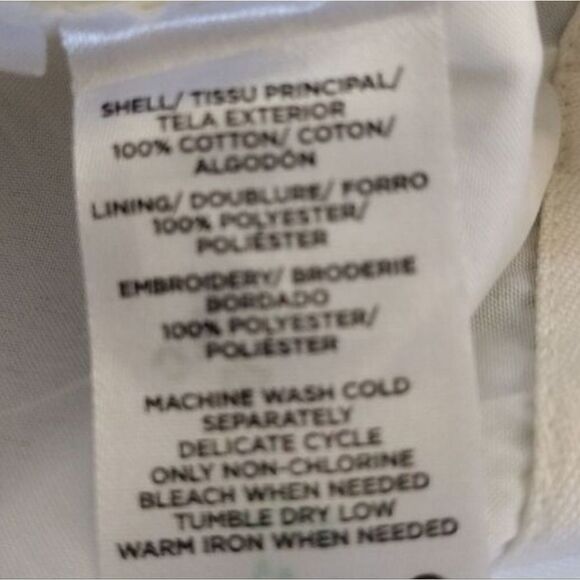 SHELL/ TISSU PRINCIPAL/
TELA EXTERIOR
100% COTTON/ COTON/
ALGODÓN
LINING/ DOUBLURE/ FORRO
100% POLYESTER/
POLIÉSTER
EMBROIDERY/ BRODERIE
BORDADO
100% POLYESTER/
POLIÉSTER
MACHINE WASH COLD
SEPARATELY
DELICATE CYCLE
ONLY NON-CHLORINE
BLEACH WHEN NEEDED
TUMBLE DRY LOW
WARM IRON WHEN NEEDED